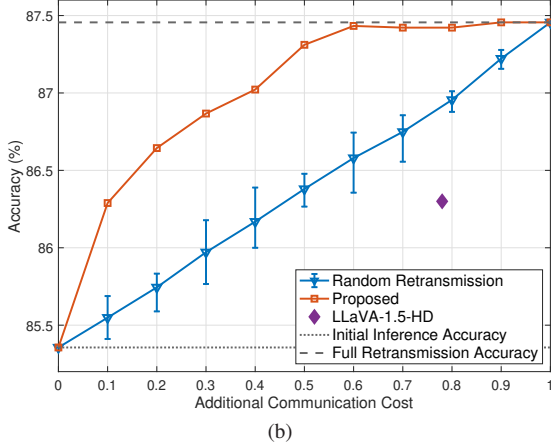 87.5
87
86.5
86
85.5
Accuracy (%)
0 0.1 0.2 0.3 0.4 0.5 0.6 0.7 0.8 0.9 1
Additional Communication Cost
Random Retransmission
Proposed
LLaVA-1.5-HD
Initial Inference Accuracy
Full Retransmission Accuracy
(b)